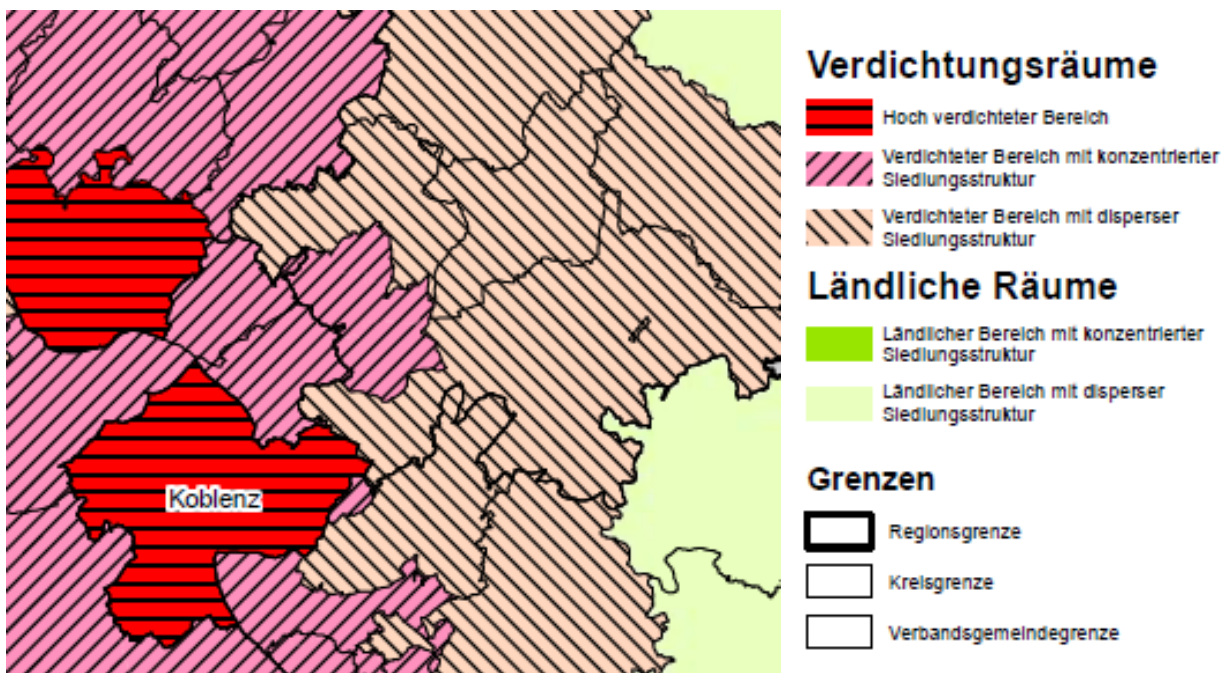 Koblenz
Verdichtungsräume
Hoch verdichteter Bereich
Verdichteter Bereich mit konzentrierter
Siedlungsstruktur
Verdichteter Bereich mit disperser
Siedlungsstruktur
Ländliche Räume
Ländlicher Bereich mit konzentrierter
Siedlungsstruktur
Ländlicher Bereich mit disperser
Siedlungsstruktur
Grenzen
Regionsgrenze
Kreisgrenze
Verbandsgemeindegrenze